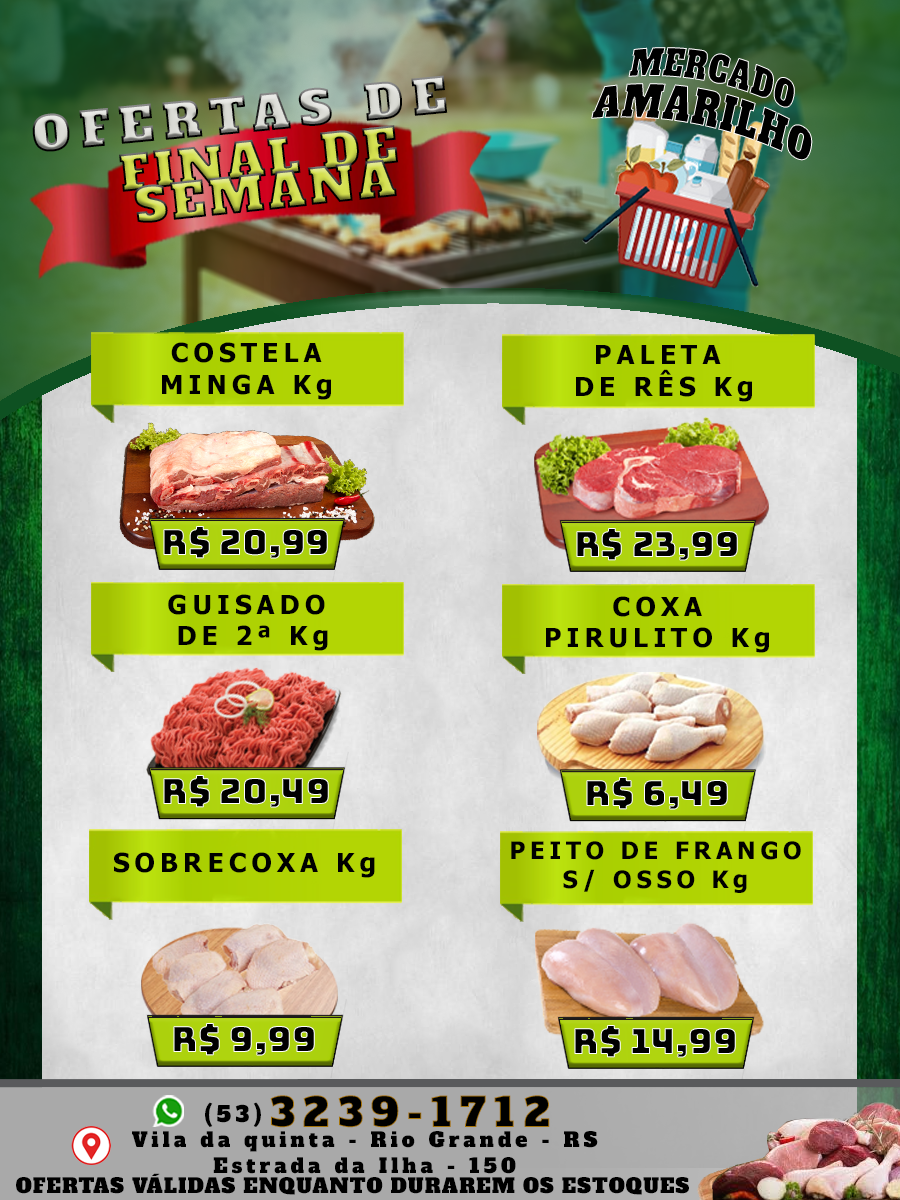 OFERTAS DE
FINAL DE
SEMANA
MERCADO
AMARILHO
COSTELA
MINGA Kg
R$ 20,99
PALETA
DE RÊS Kg
R$ 23,99
GUISADO
DE 2ª Kg
R$ 20,49
COXA
PIRULITO Kg
R$ 6,49
SOBRECOXA Kg
R$ 9,99
PEITO DE FRANGO
S/ OSSO Kg
R$ 14,99
(53) 3239-1712
Vila da quinta - Rio Grande - RS
Estrada da Ilha - 150
OFERTAS VÁLIDAS ENQUANTO DURAREM OS ESTOQUES